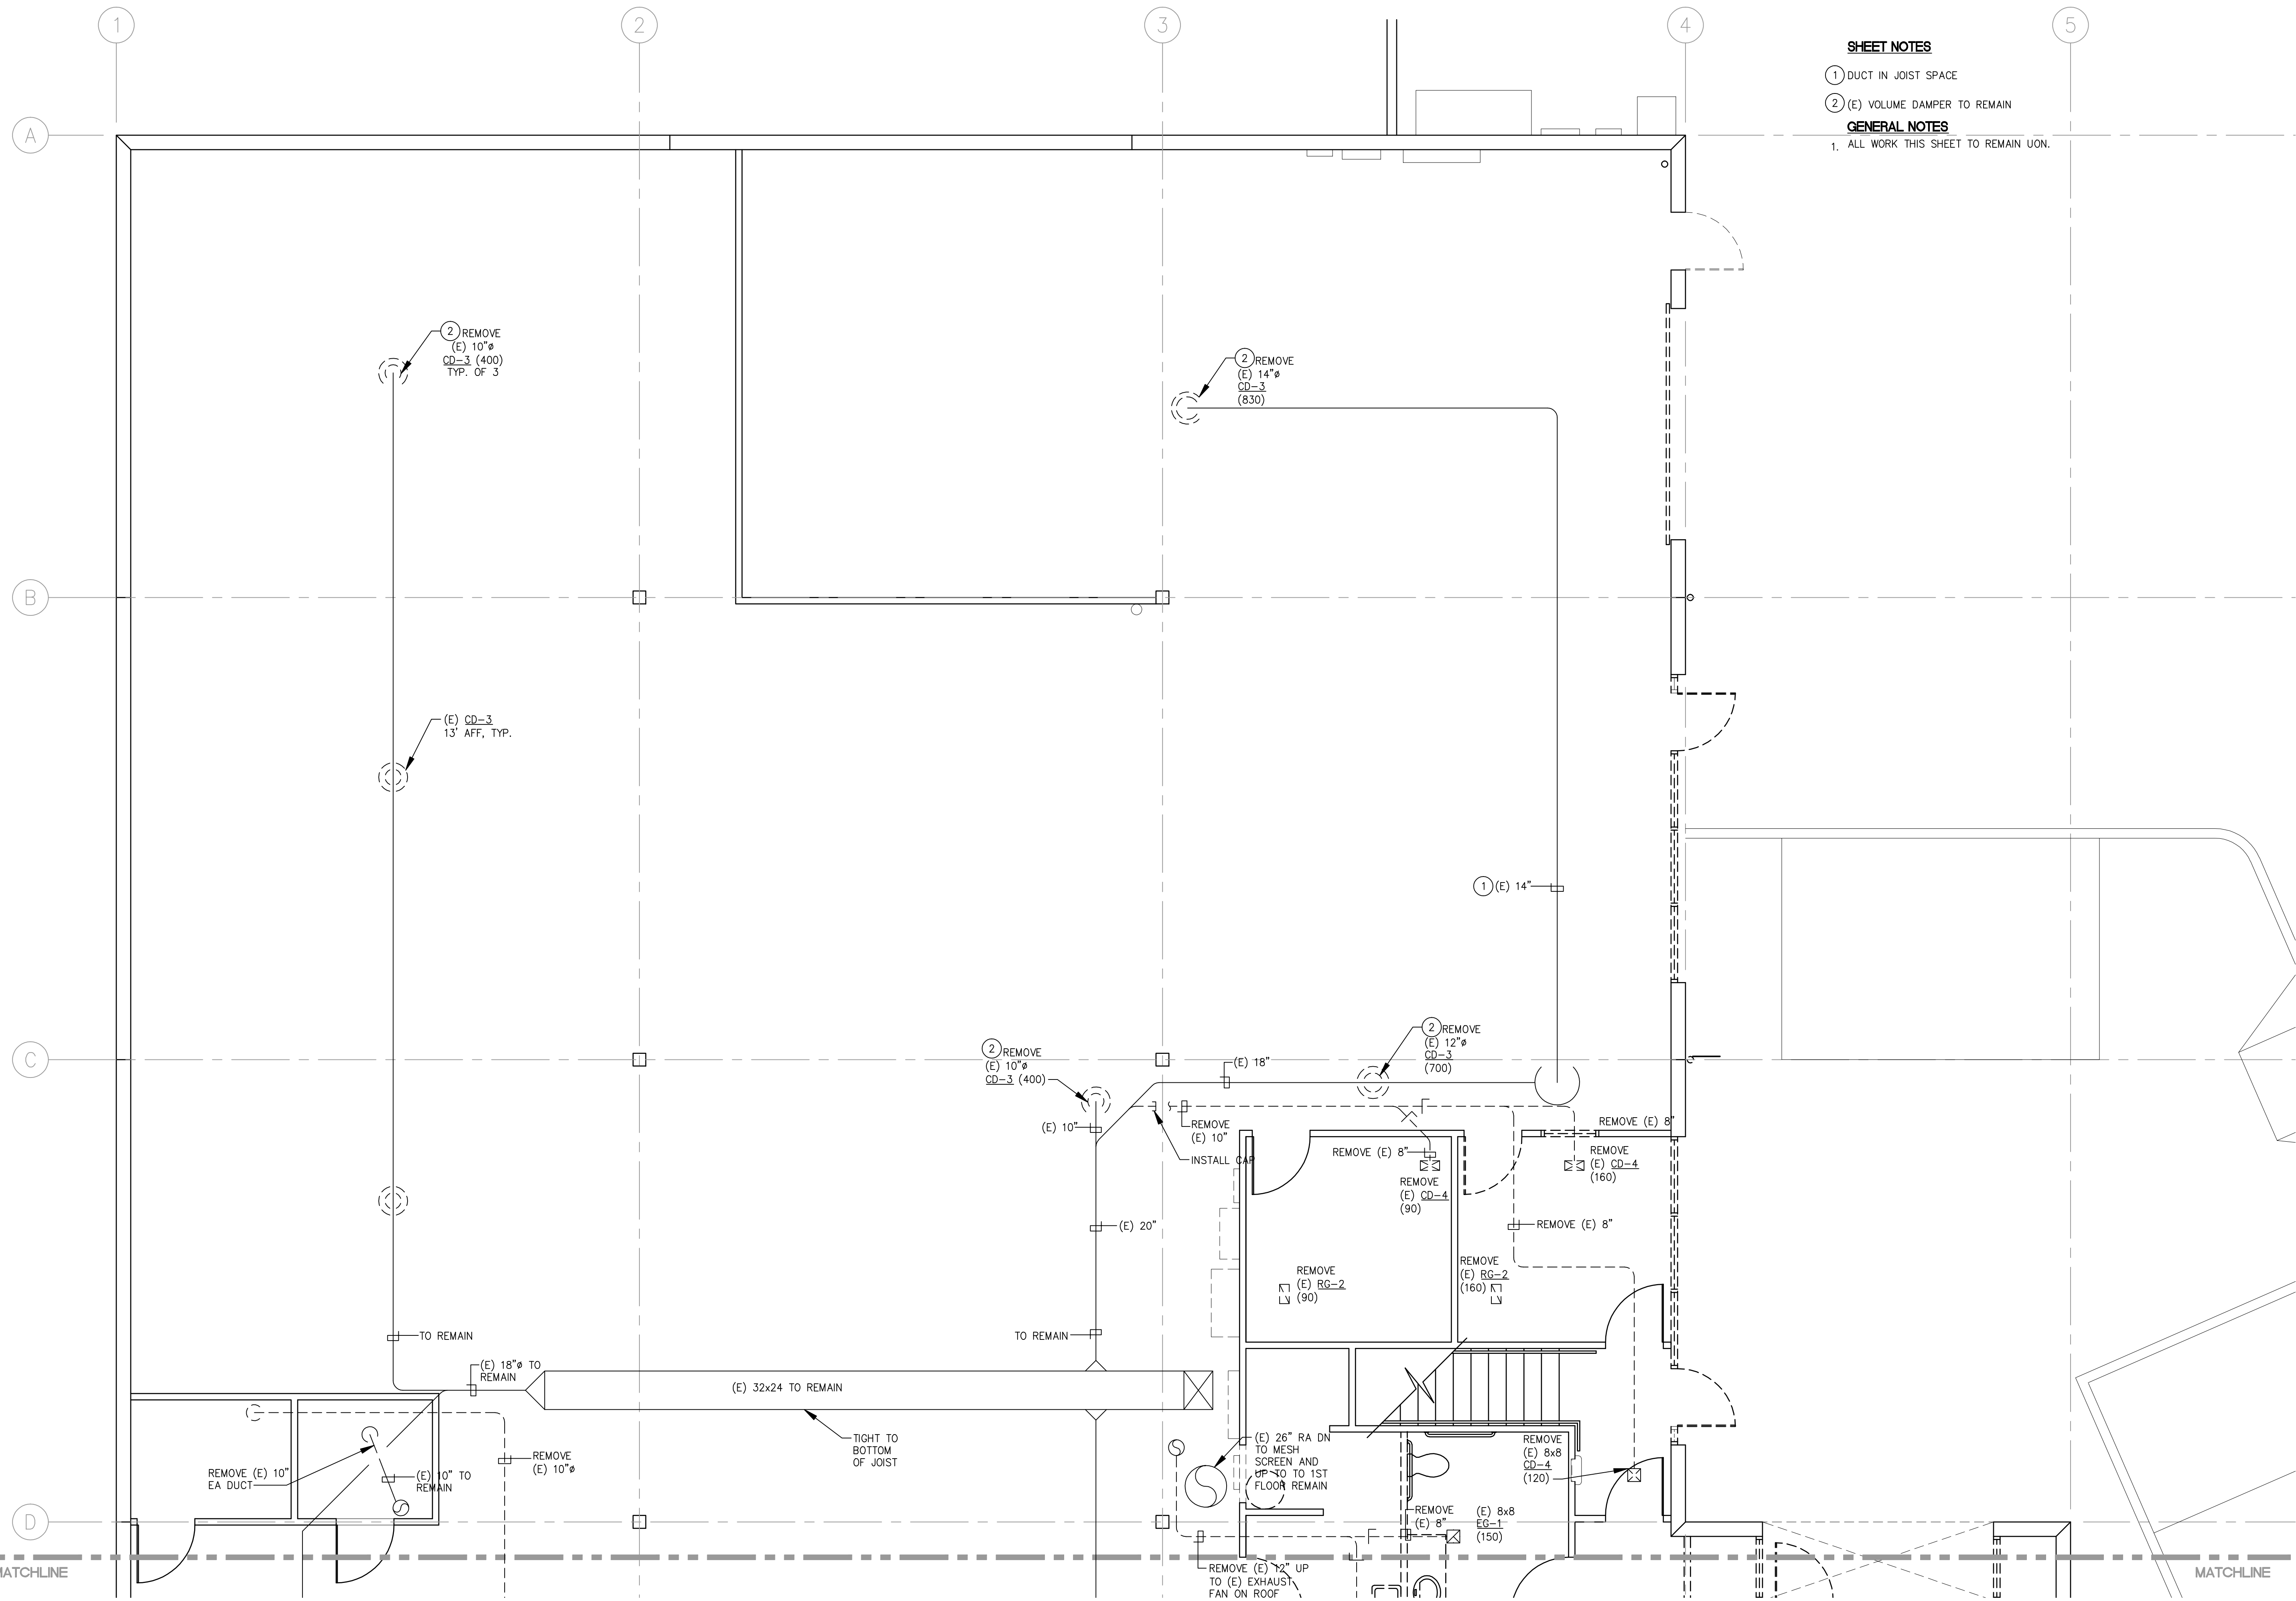 1
2
3
4
5
SHEET NOTES
1 DUCT IN JOIST SPACE
2 (E) VOLUME DAMPER TO REMAIN
GENERAL NOTES
1. ALL WORK THIS SHEET TO REMAIN UON.
A
2 REMOVE
(E) 10"ø
CD-3 (400)
TYP. OF 3
2 REMOVE
(E) 14"ø
CD-3
(830)
B
(E) CD-3
13' AFF, TYP.
1 (E) 14"
C
2 REMOVE
(E) 10"ø
CD-3 (400)
(E) 18"
2 REMOVE
(E) 12"ø
CD-3
(700)
(E) 10"
REMOVE
(E) 10"
INSTALL CAP
REMOVE (E) 8"
REMOVE (E) 8"
REMOVE
(E) CD-4
(160)
REMOVE
(E) CD-4
(90)
(E) 20"
REMOVE (E) 8"
REMOVE
(E) RG-2
(90)
REMOVE
(E) RG-2
(160)
TO REMAIN
TO REMAIN
(E) 18"ø TO
REMAIN
(E) 32x24 TO REMAIN
TIGHT TO
BOTTOM
OF JOIST
(E) 26" RA DN
TO MESH
SCREEN AND
UP TO TO 1ST
FLOOR REMAIN
REMOVE
(E) 8x8
CD-4
(120)
REMOVE (E) 10"
EA DUCT
(E) 10" TO
REMAIN
REMOVE
(E) 10"ø
REMOVE
(E) 8"
(E) 8x8
EG-1
(150)
D
REMOVE (E) 12" UP
TO (E) EXHAUST
FAN ON ROOF
MATCHLINE
MATCHLINE